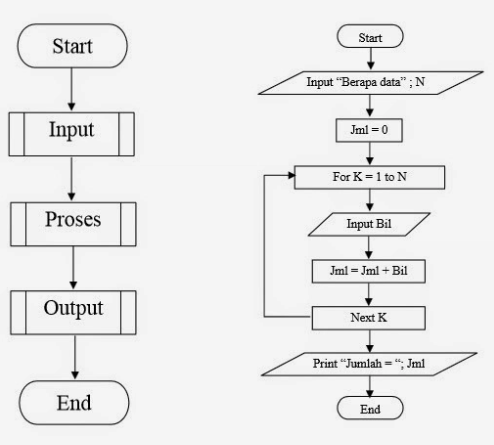 Start
Input
Proses
Output
End
Start
Input “Berapa data” ; N
Jml = 0
For K = 1 to N
Input Bil
Jml = Jml + Bil
Next K
Print “Jumlah = “; Jml
End